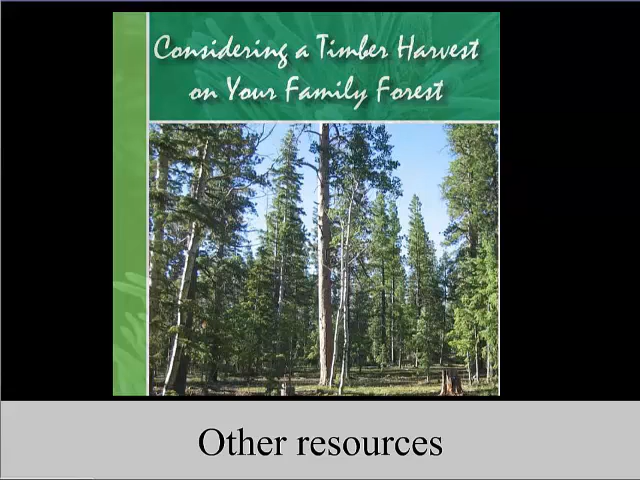 Considering a Timber Harvest
on Your Family Forest
Other resources